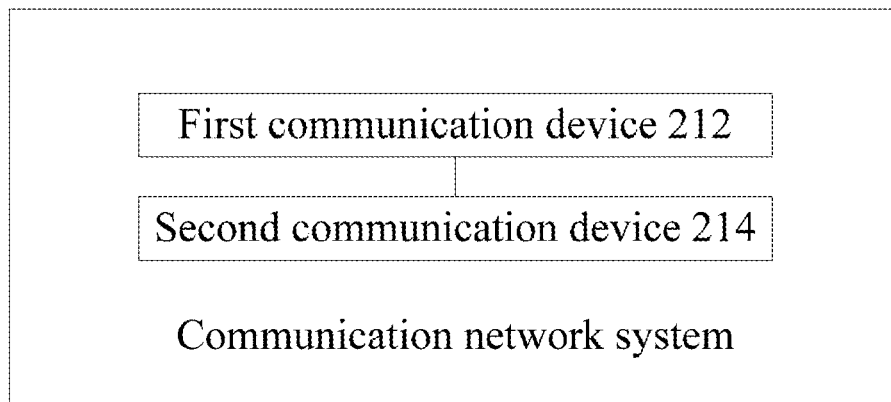 First communication device 212
Second communication device 214
Communication network system